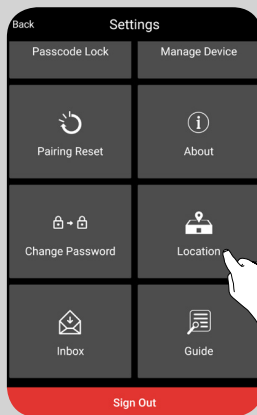 Back Settings
Passcode Lock Manage Device
Pairing Reset About
Change Password Location
Inbox Guide
Sign Out